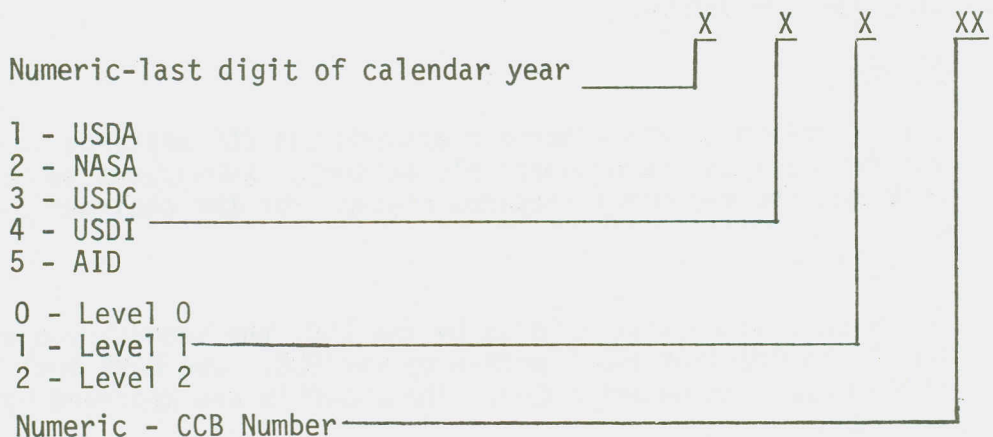 X X X XX
Numeric-last digit of calendar year
1 - USDA
2 - NASA
3 - USDC
4 - USDI
5 - AID
0 - Level 0
1 - Level 1
2 - Level 2
Numeric - CCB Number